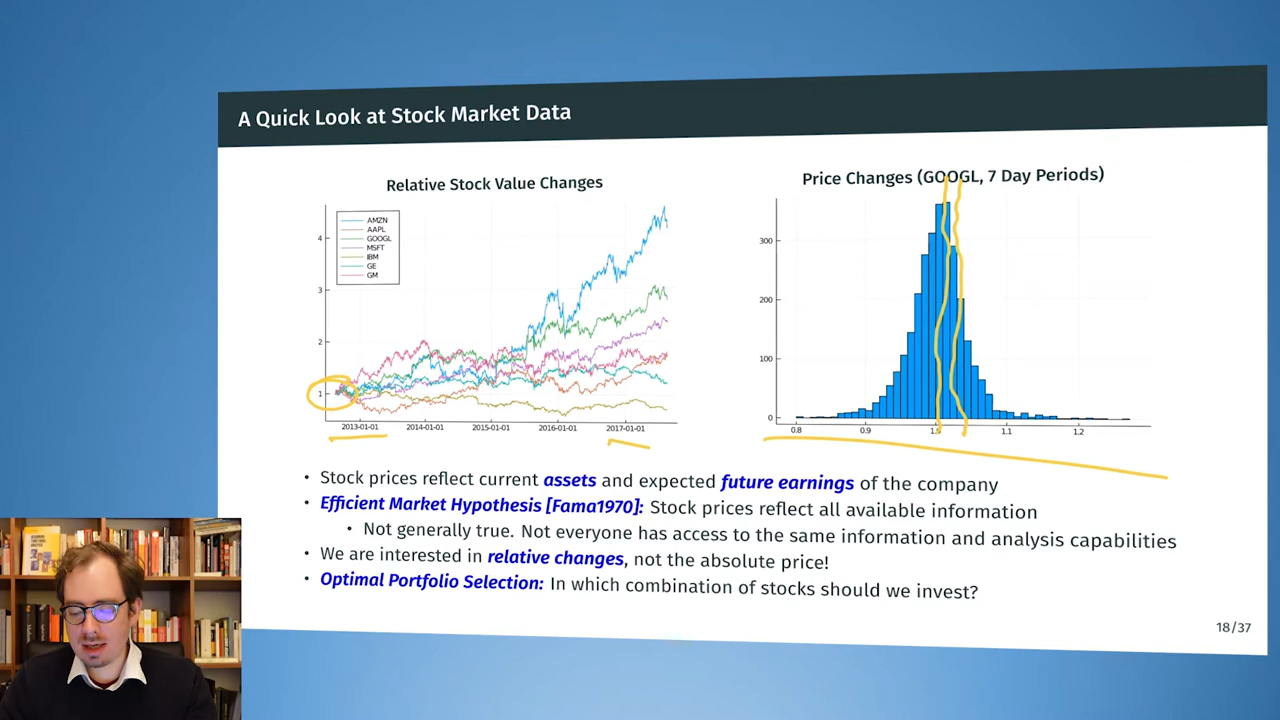 A Quick Look at Stock Market Data
Relative Stock Value Changes
AMZN
AAPL
GOOGL
MSFT
IBM
GE
GM
4
3
2
1
2013-01-01 2014-01-01 2015-01-01 2016-01-01 2017-01-01
Price Changes (GOOGL, 7 Day Periods)
300
200
100
0
0.8 0.9 1.1 1.2
• Stock prices reflect current assets and expected future earnings of the company
• Efficient Market Hypothesis [Fama1970]: Stock prices reflect all available information
• Not generally true. Not everyone has access to the same information and analysis capabilities
• We are interested in relative changes, not the absolute price!
• Optimal Portfolio Selection: In which combination of stocks should we invest?
18/37